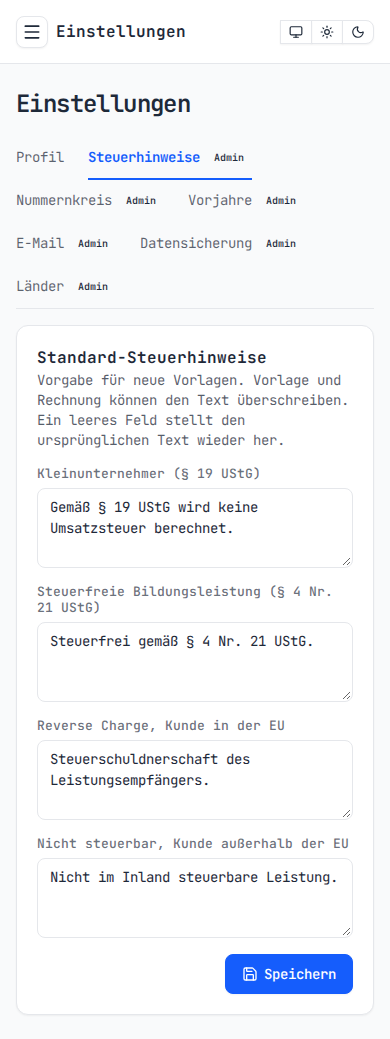 Einstellungen
Einstellungen
Profil Steuerhinweise Admin
Nummernkreis Admin Vorjahre Admin
E-Mail Admin Datensicherung Admin
Länder Admin
Standard-Steuerhinweise
Vorgabe für neue Vorlagen. Vorlage und
Rechnung können den Text überschreiben.
Ein leeres Feld stellt den
ursprünglichen Text wieder her.
Kleinunternehmer (§ 19 UStG)
Gemäß § 19 UStG wird keine
Umsatzsteuer berechnet.
Steuerfreie Bildungsleistung (§ 4 Nr.
21 UStG)
Steuerfrei gemäß § 4 Nr. 21 UStG.
Reverse Charge, Kunde in der EU
Steuerschuldnerschaft des
Leistungsempfängers.
Nicht steuerbar, Kunde außerhalb der EU
Nicht im Inland steuerbare Leistung.
Speichern